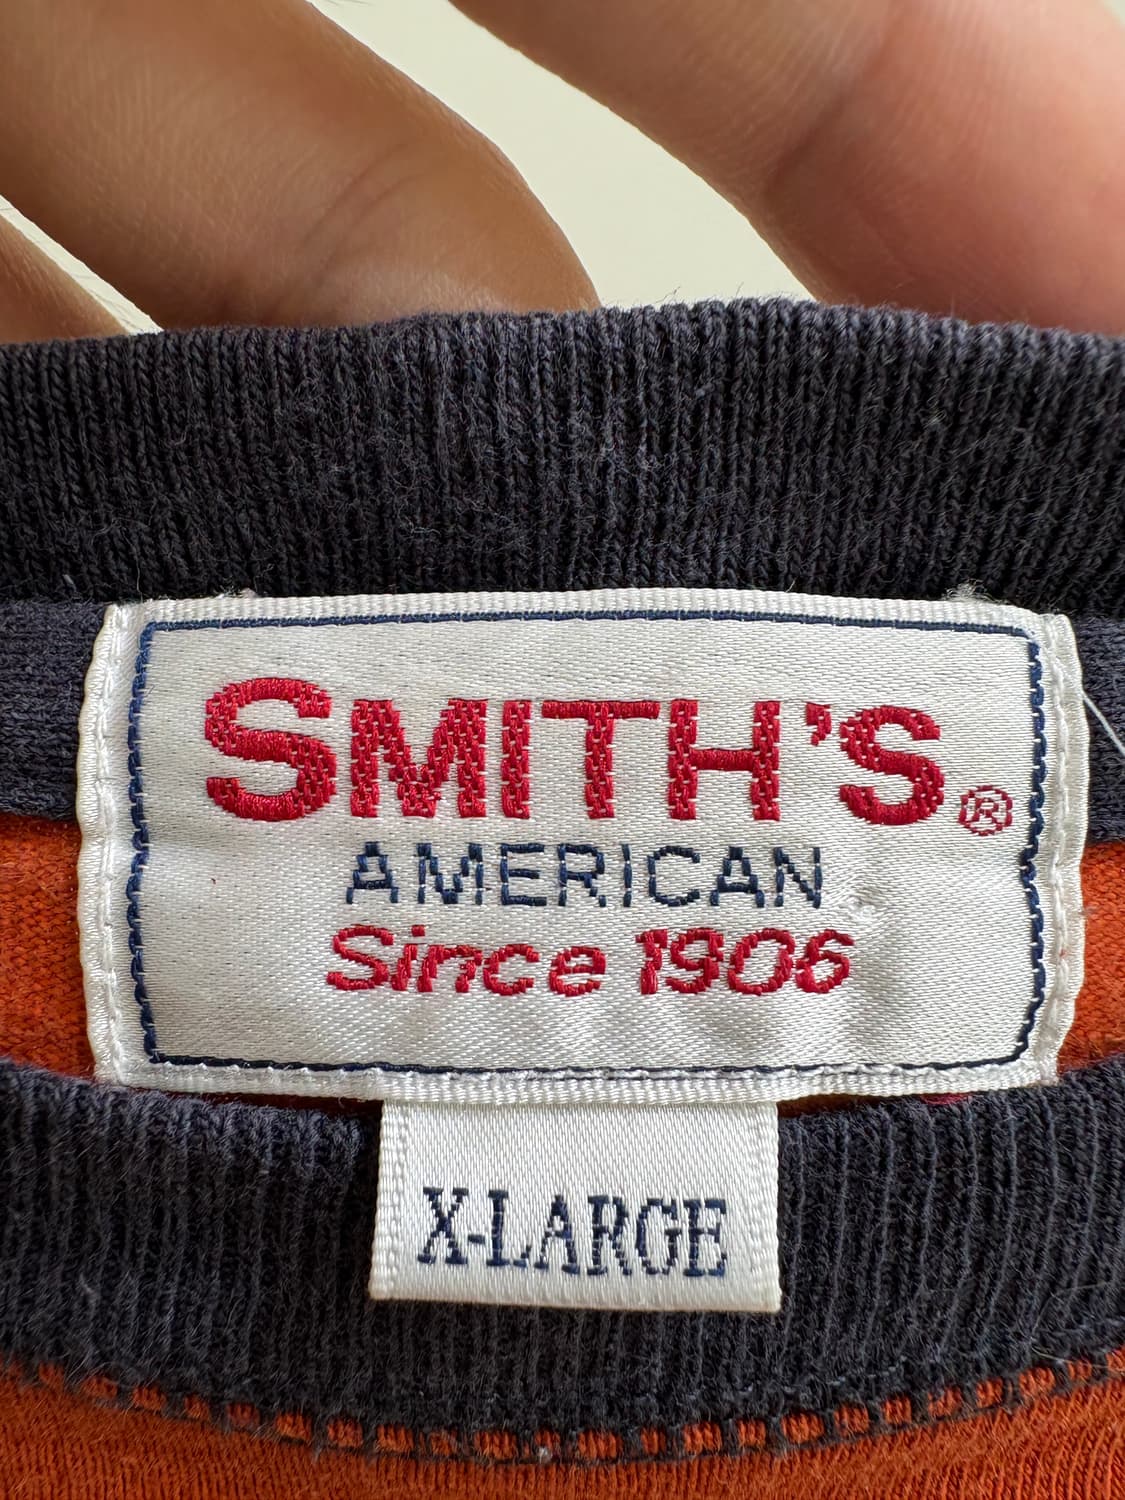 SMITH'S®
AMERICAN
Since 1906
X-LARGE